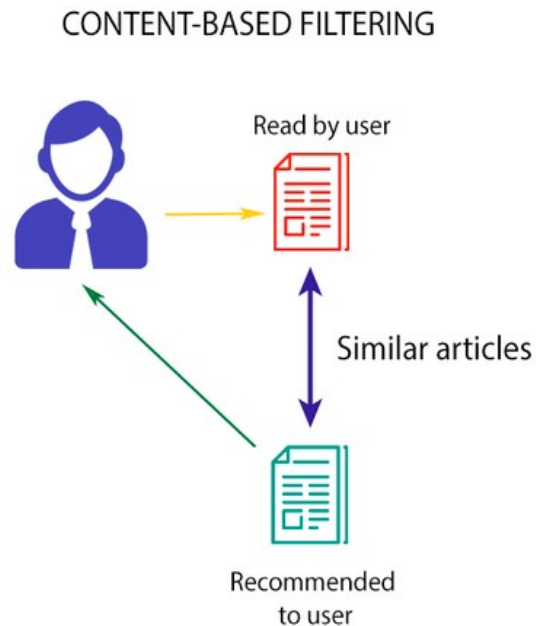 CONTENT-BASED FILTERING
Read by user
Similar articles
Recommended
to user